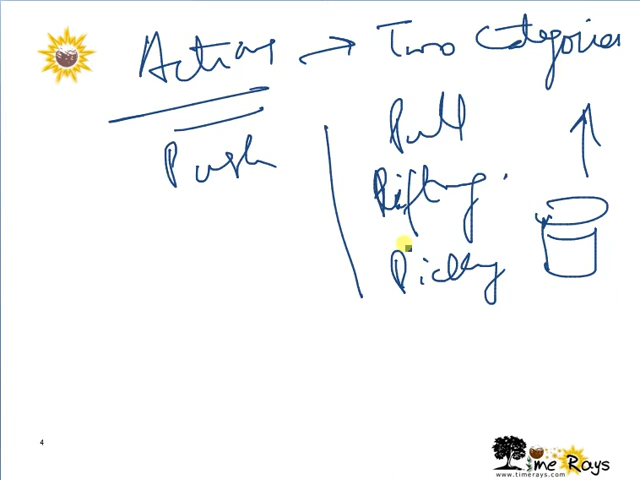 Actions → Two Categories
Push
Pull
Lifting.
Picking
4
Time Rays
www.timerays.com